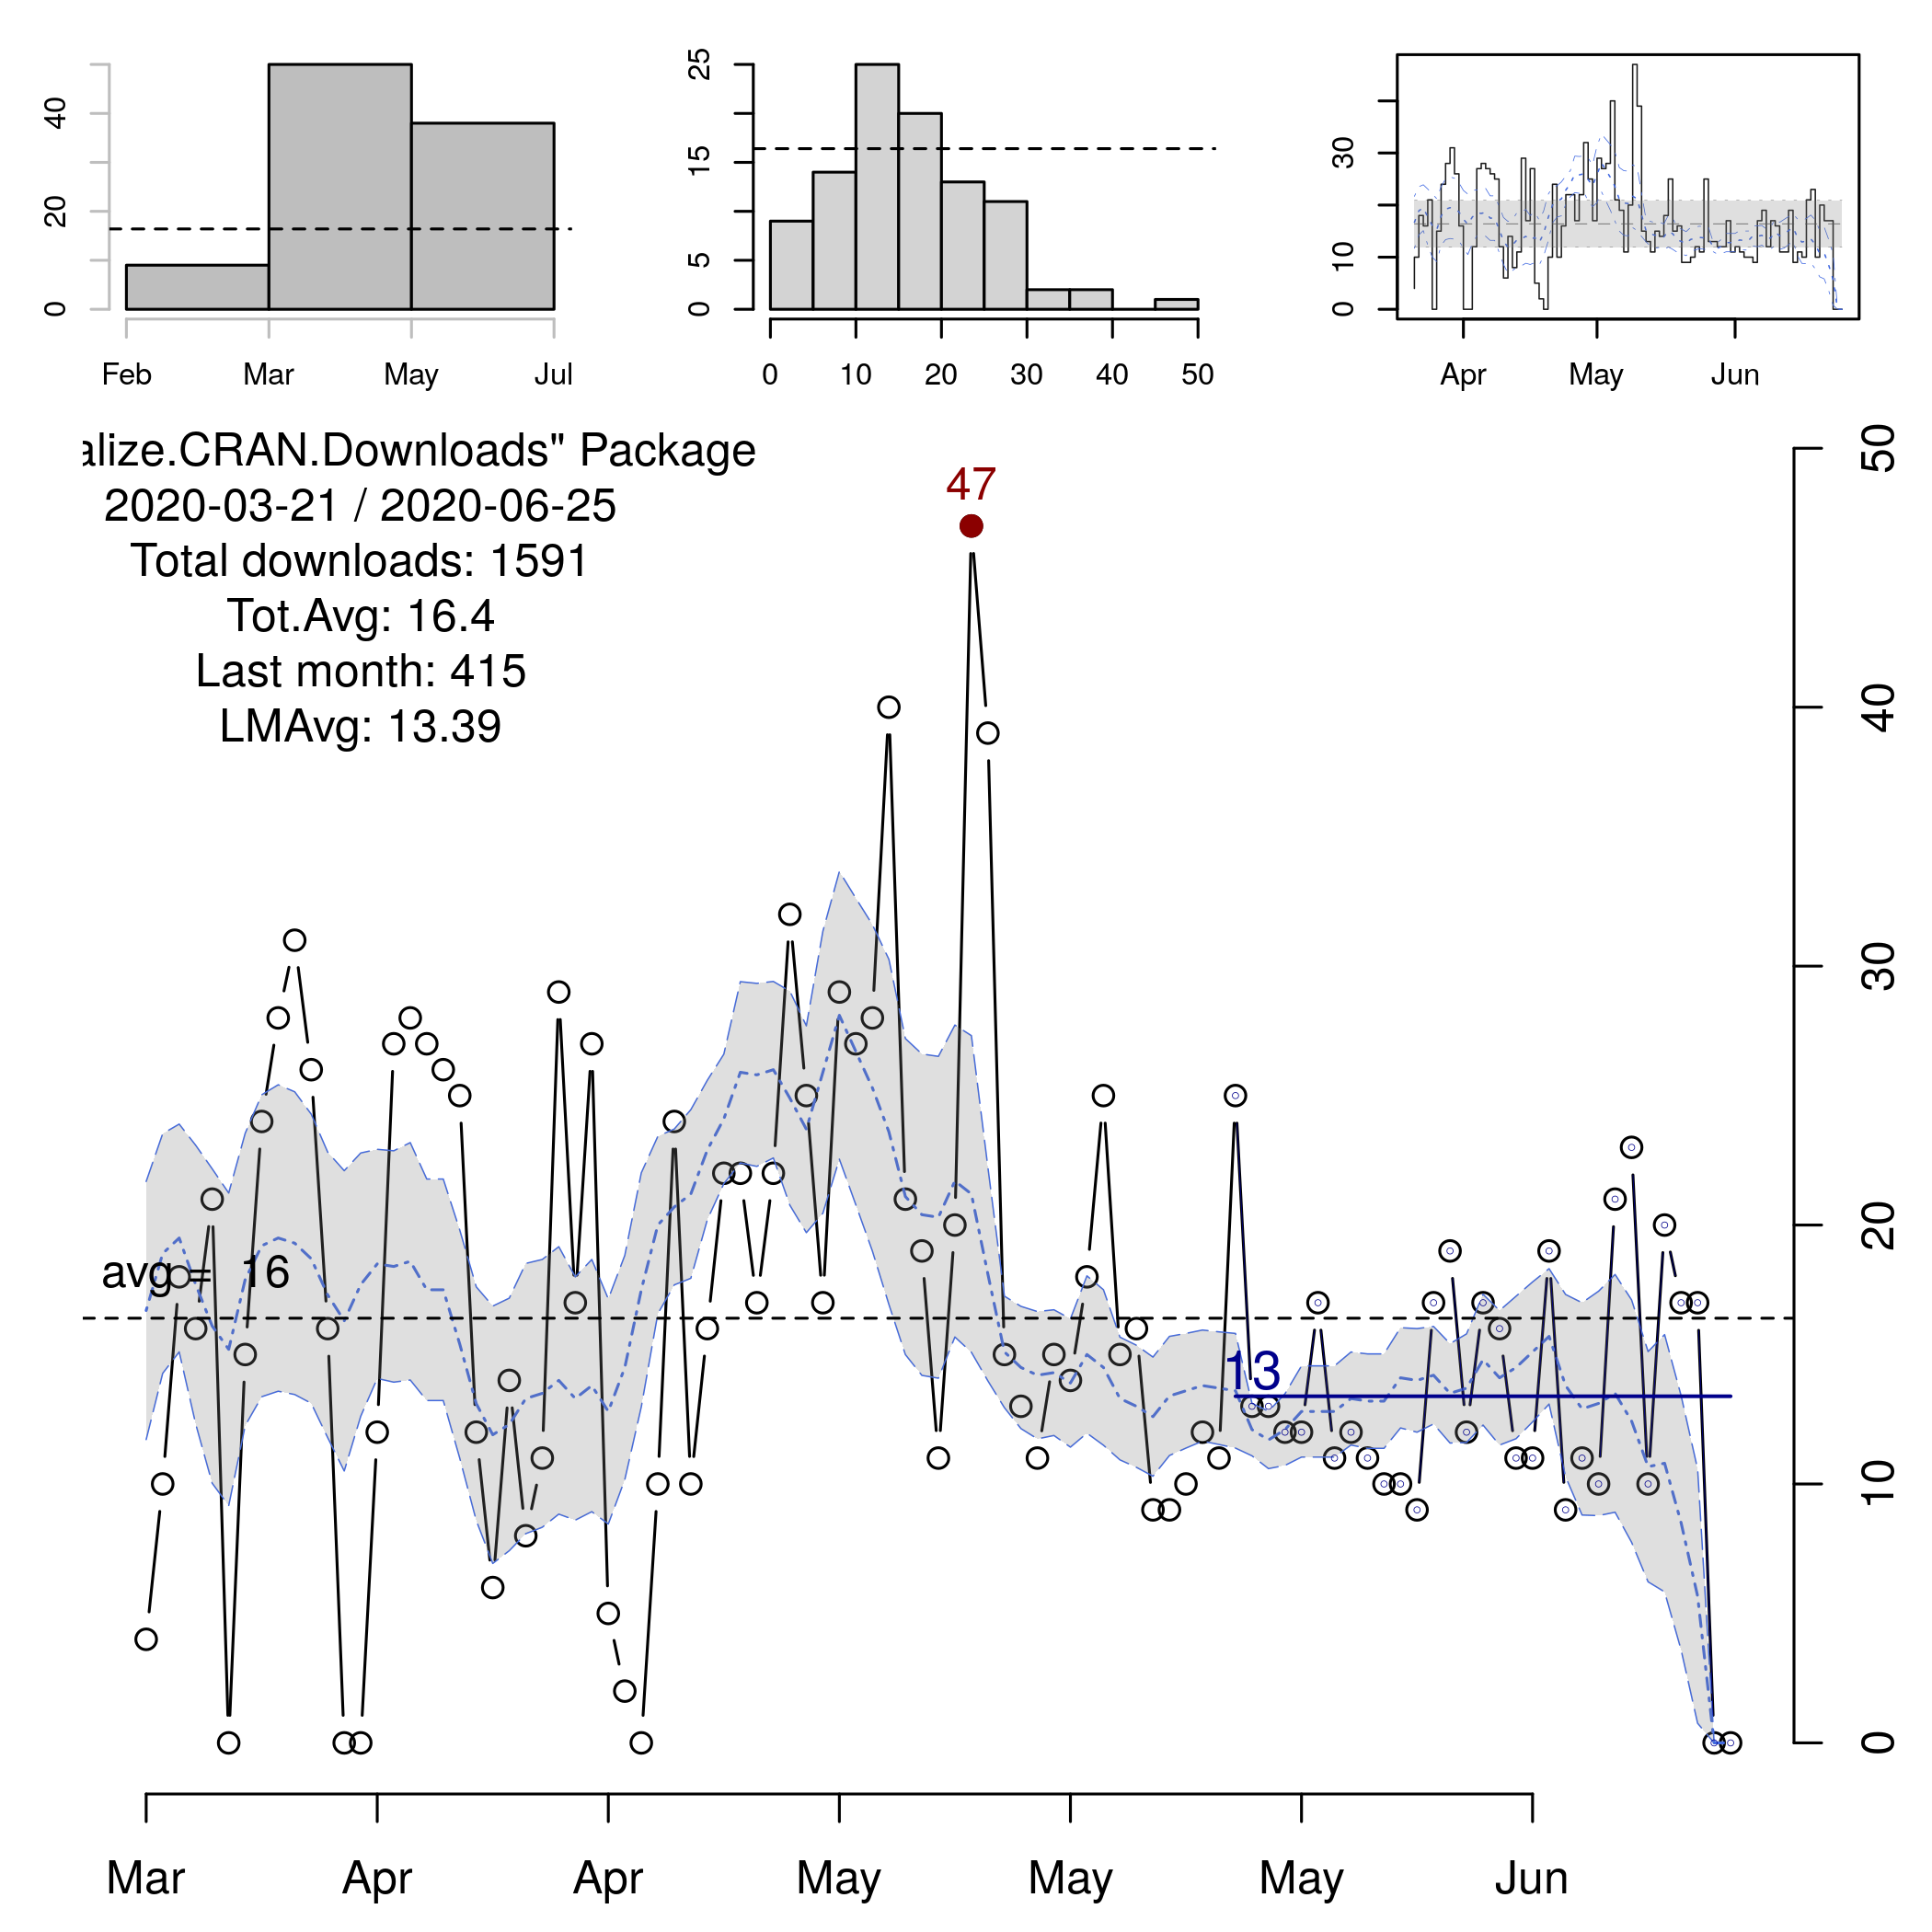 40
20
0
Feb Mar May Jul
25
15
5
0
0 10 20 30 40 50
30
10
0
Apr May Jun
alize.CRAN.Downloads" Package
2020-03-21 / 2020-06-25
Total downloads: 1591
Tot.Avg: 16.4
Last month: 415
LMAvg: 13.39
47
avg = 16
13
50
40
30
20
10
0
Mar Apr Apr May May May Jun